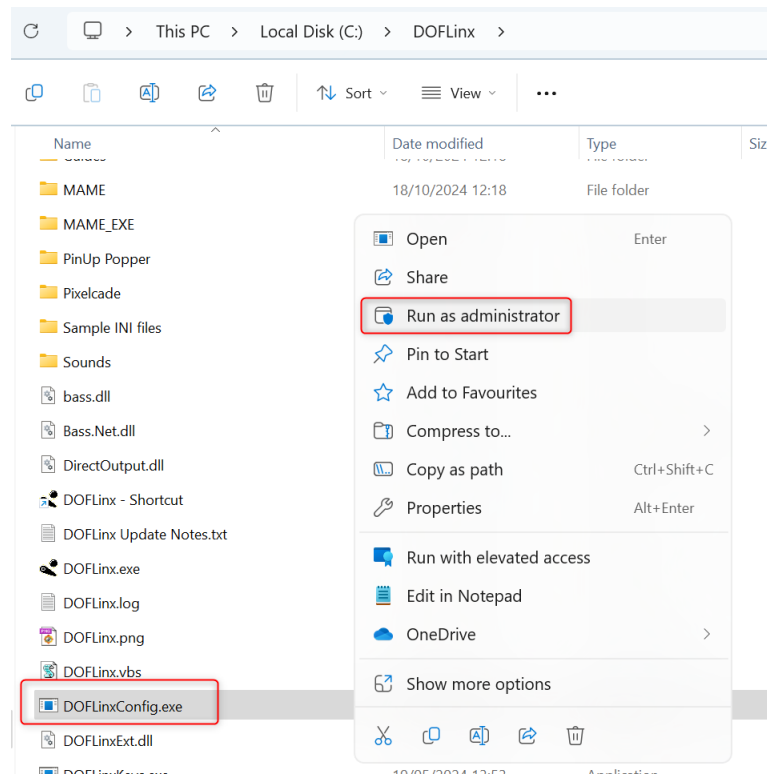 This PC > Local Disk (C:) > DOFLinx >
Sort View
Name Date modified Type Siz
MAME 18/10/2024 12:18 File folder
MAME_EXE
PinUp Popper
Pixelcade
Sample INI files
Sounds
bass.dll
Bass.Net.dll
DirectOutput.dll
DOFLinx - Shortcut
DOFLinx Update Notes.txt
DOFLinx.exe
DOFLinx.log
DOFLinx.png
DOFLinx.vbs
DOFLinxConfig.exe
DOFLinxExt.dll
Open Enter
Share
Run as administrator
Pin to Start
Add to Favourites
Compress to...
Copy as path Ctrl+Shift+C
Properties Alt+Enter
Run with elevated access
Edit in Notepad
OneDrive
Show more options